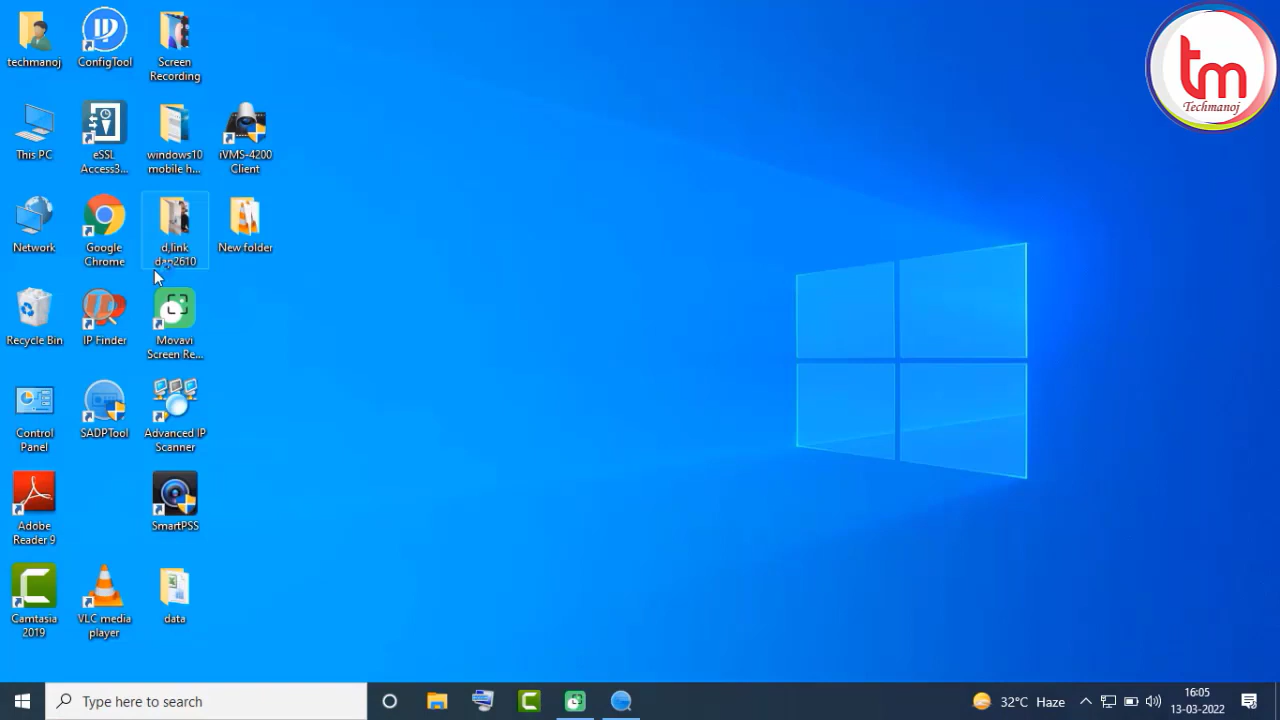 techmanoj
ConfigTool
Screen
Recording
This PC
eSSL
Access3...
windows10
mobile h...
iVMS-4200
Client
Network
Google
Chrome
d,link
dap2610
New folder
Recycle Bin
IP Finder
Movavi
Screen Re...
Control
Panel
SADPTool
Advanced IP
Scanner
Adobe
Reader 9
SmartPSS
Camtasia
2019
VLC media
player
data
tm
Techmanoj
Type here to search
32°C Haze
16:05
13-03-2022